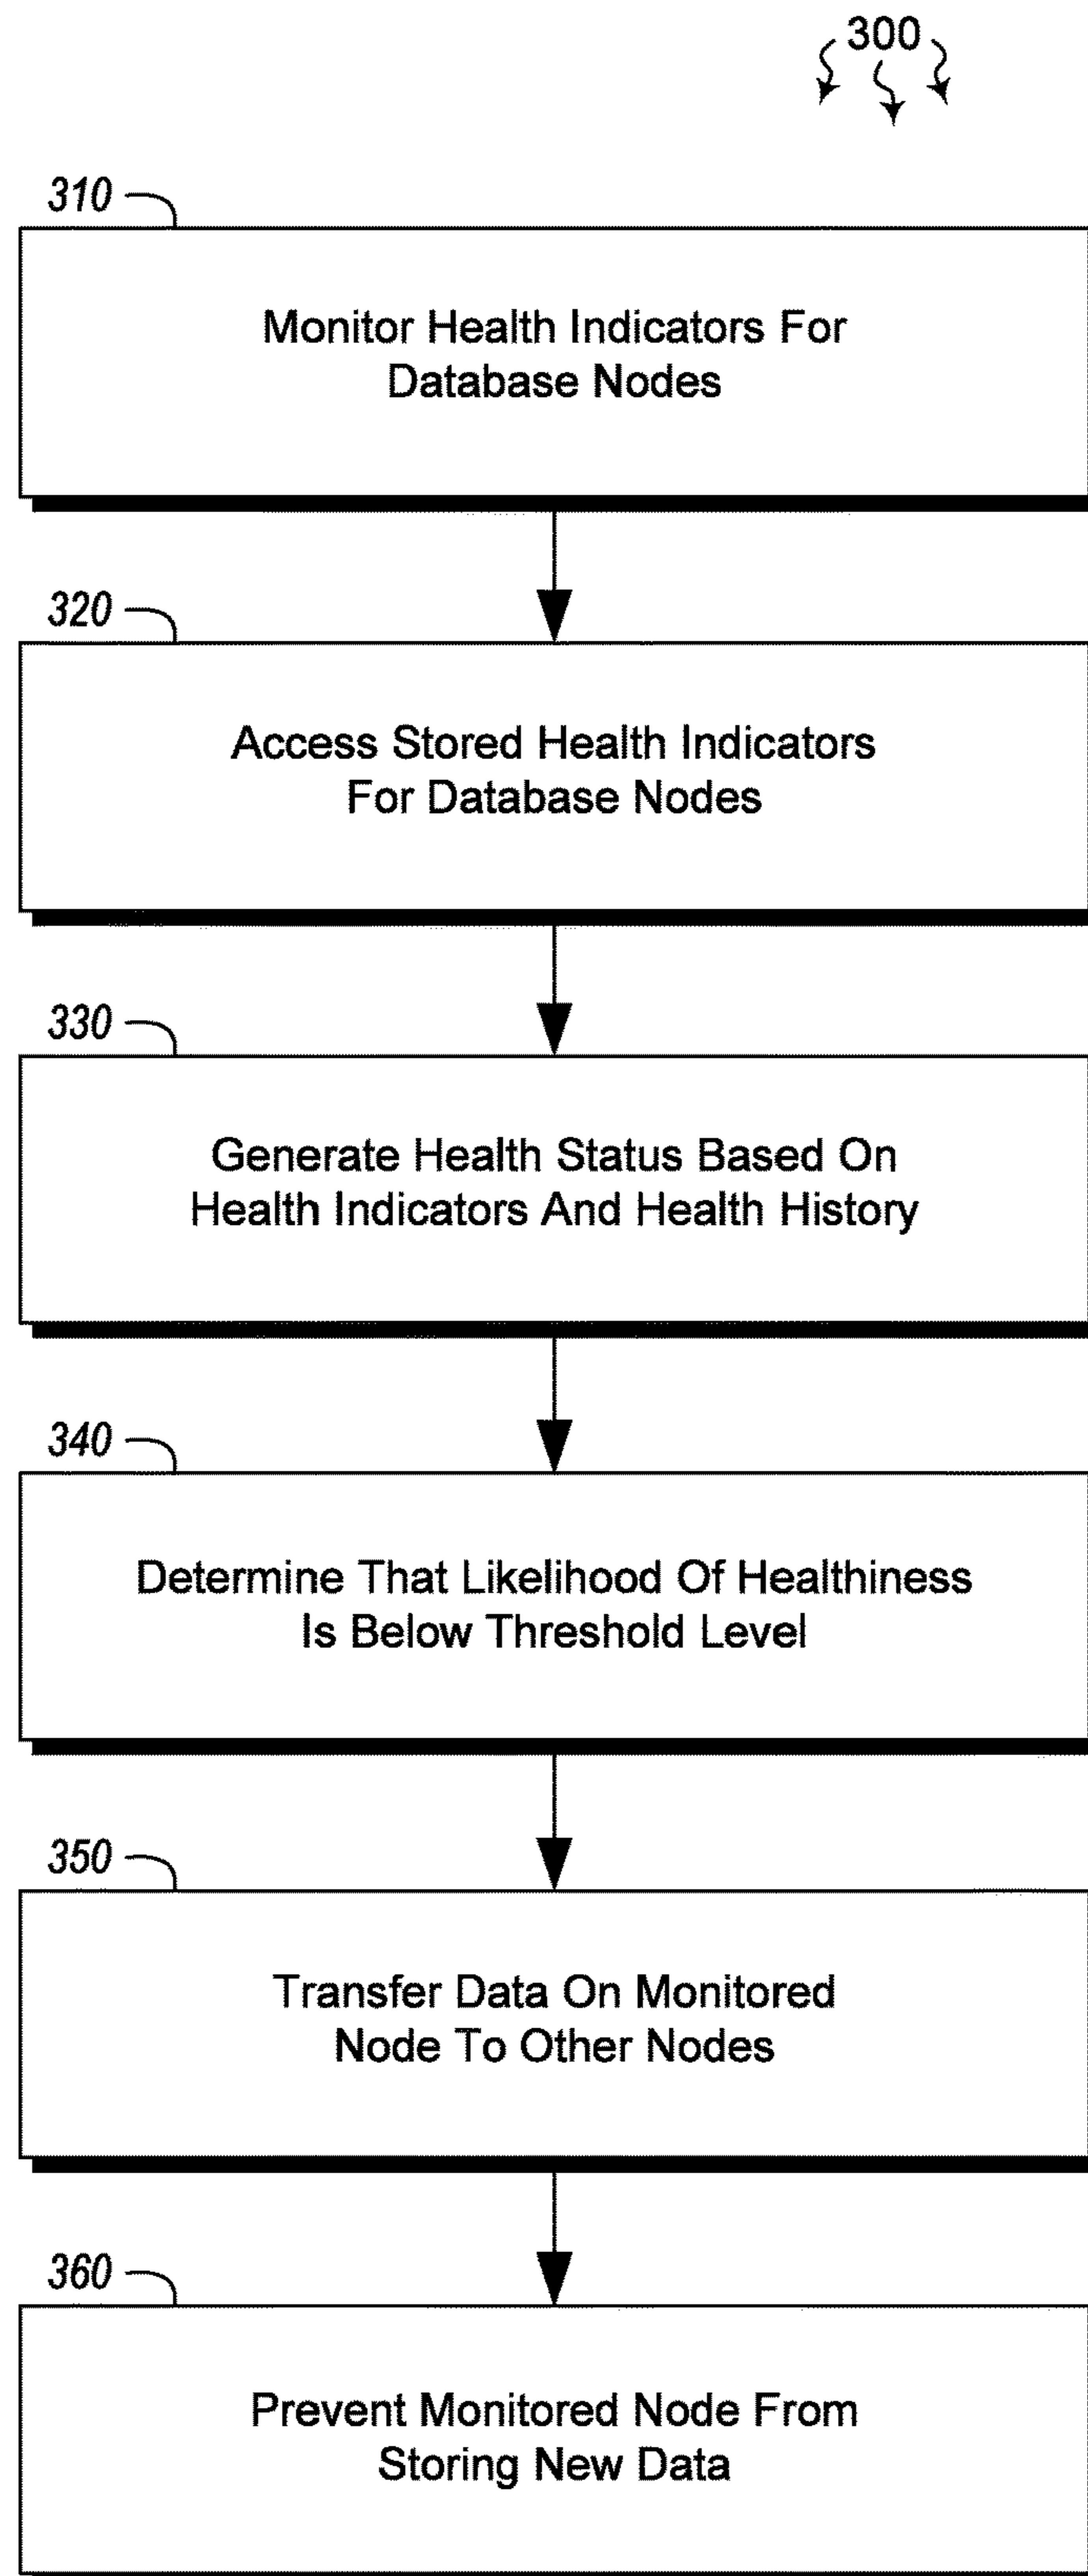 300
310
Monitor Health Indicators For
Database Nodes
320
Access Stored Health Indicators
For Database Nodes
330
Generate Health Status Based On
Health Indicators And Health History
340
Determine That Likelihood Of Healthiness
Is Below Threshold Level
350
Transfer Data On Monitored
Node To Other Nodes
360
Prevent Monitored Node From
Storing New Data